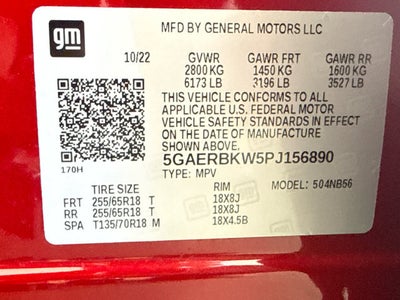 gm
MFD BY GENERAL MOTORS LLC
10/22 GVWR GAWR FRT GAWR RR
2800 KG 1450 KG 1600 KG
6173 LB 3196 LB 3527 LB
THIS VEHICLE CONFORMS TO ALL
APPLICABLE U.S. FEDERAL MOTOR
VEHICLE SAFETY STANDARDS IN EFFECT
ON THE DATE OF MANUFACTURE
SHOWN ABOVE.
170H 5GAERBKW5PJ156890
TYPE: MPV
TIRE SIZE RIM MODEL: 504NB56
FRT 255/65R18 T 18X8J
RR 255/65R18 T 18X8J
SPA T135/70R18 M 18X4.5B